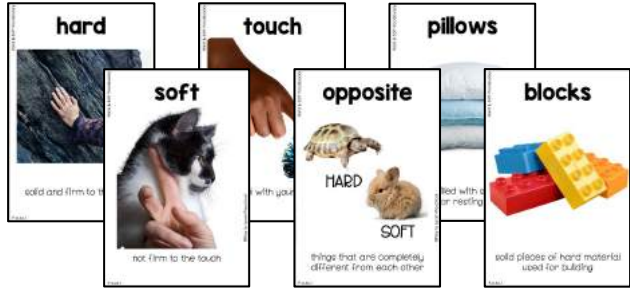 hard
touch
pillows
soft
opposite
blocks
HARD
SOFT
solid and firm to th
with your
lled with s
or resting
not firm to the touch
things that are completely
different from each other
solid pieces of hard material
used for building